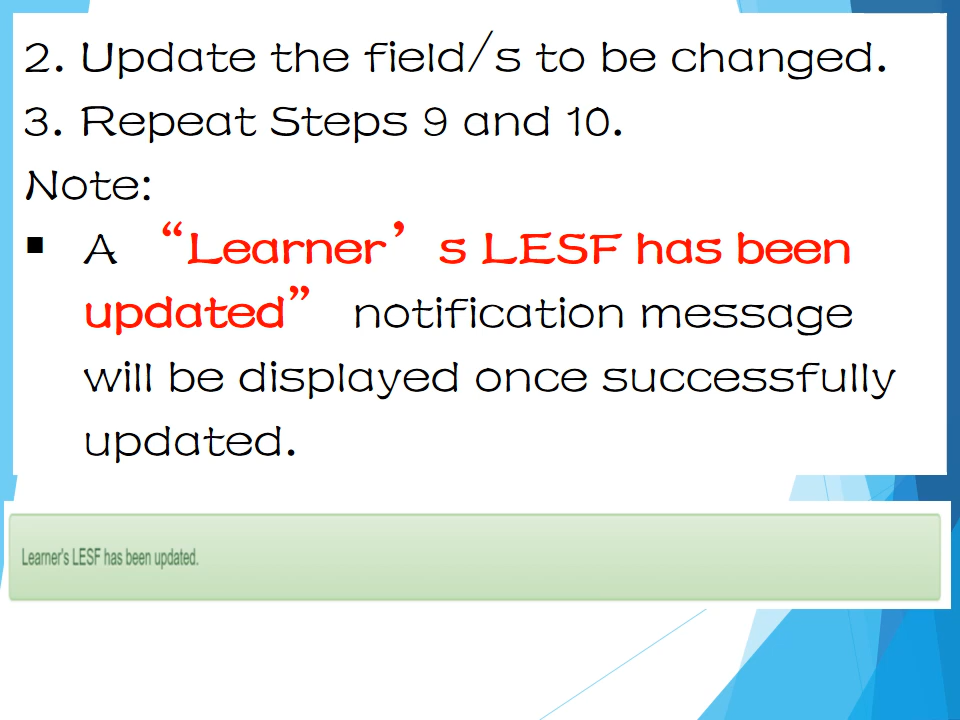 2. Update the field/s to be changed.
3. Repeat Steps 9 and 10.
Note:
▪ A “Learner’s LESF has been
updated” notification message
will be displayed once successfully
updated.
Learner's LESF has been updated.